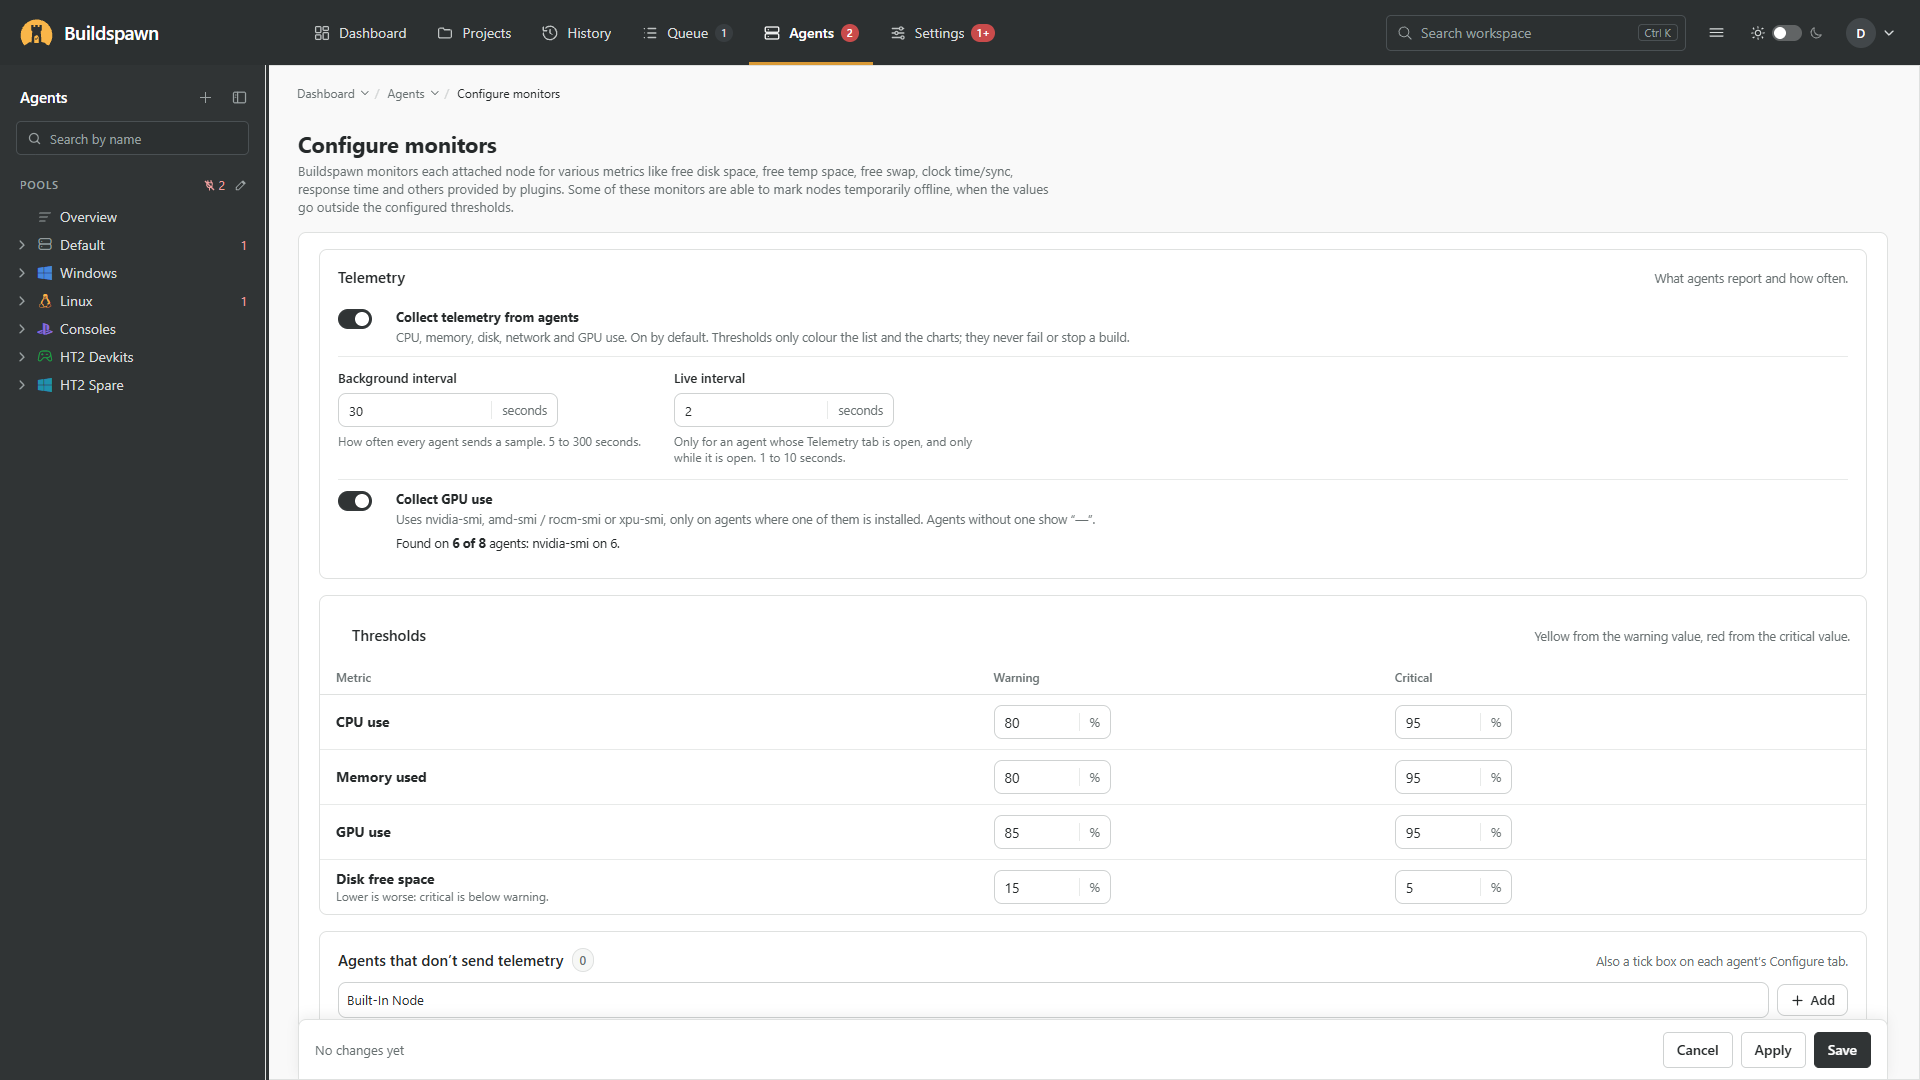 Buildspawn
Dashboard
Projects
History
Queue 1
Agents 2
Settings 1+
Search workspace Ctrl K
D
Agents
Search by name
POOLS 2
Overview
Default 1
Windows
Linux 1
Consoles
HT2 Devkits
HT2 Spare
Dashboard / Agents / Configure monitors
Configure monitors
Buildspawn monitors each attached node for various metrics like free disk space, free temp space, free swap, clock time/sync,
response time and others provided by plugins. Some of these monitors are able to mark nodes temporarily offline, when the values
go outside the configured thresholds.
Telemetry
What agents report and how often.
Collect telemetry from agents
CPU, memory, disk, network and GPU use. On by default. Thresholds only colour the list and the charts; they never fail or stop a build.
Background interval
30 seconds
How often every agent sends a sample. 5 to 300 seconds.
Live interval
2 seconds
Only for an agent whose Telemetry tab is open, and only
while it is open. 1 to 10 seconds.
Collect GPU use
Uses nvidia-smi, amd-smi / rocm-smi or xpu-smi, only on agents where one of them is installed. Agents without one show “—”.
Found on 6 of 8 agents: nvidia-smi on 6.
Thresholds
Yellow from the warning value, red from the critical value.
Metric Warning Critical
CPU use 80 % 95 %
Memory used 80 % 95 %
GPU use 85 % 95 %
Disk free space 15 % 5 %
Lower is worse: critical is below warning.
Agents that don’t send telemetry 0
Also a tick box on each agent's Configure tab.
Built-In Node
+ Add
No changes yet
Cancel
Apply
Save